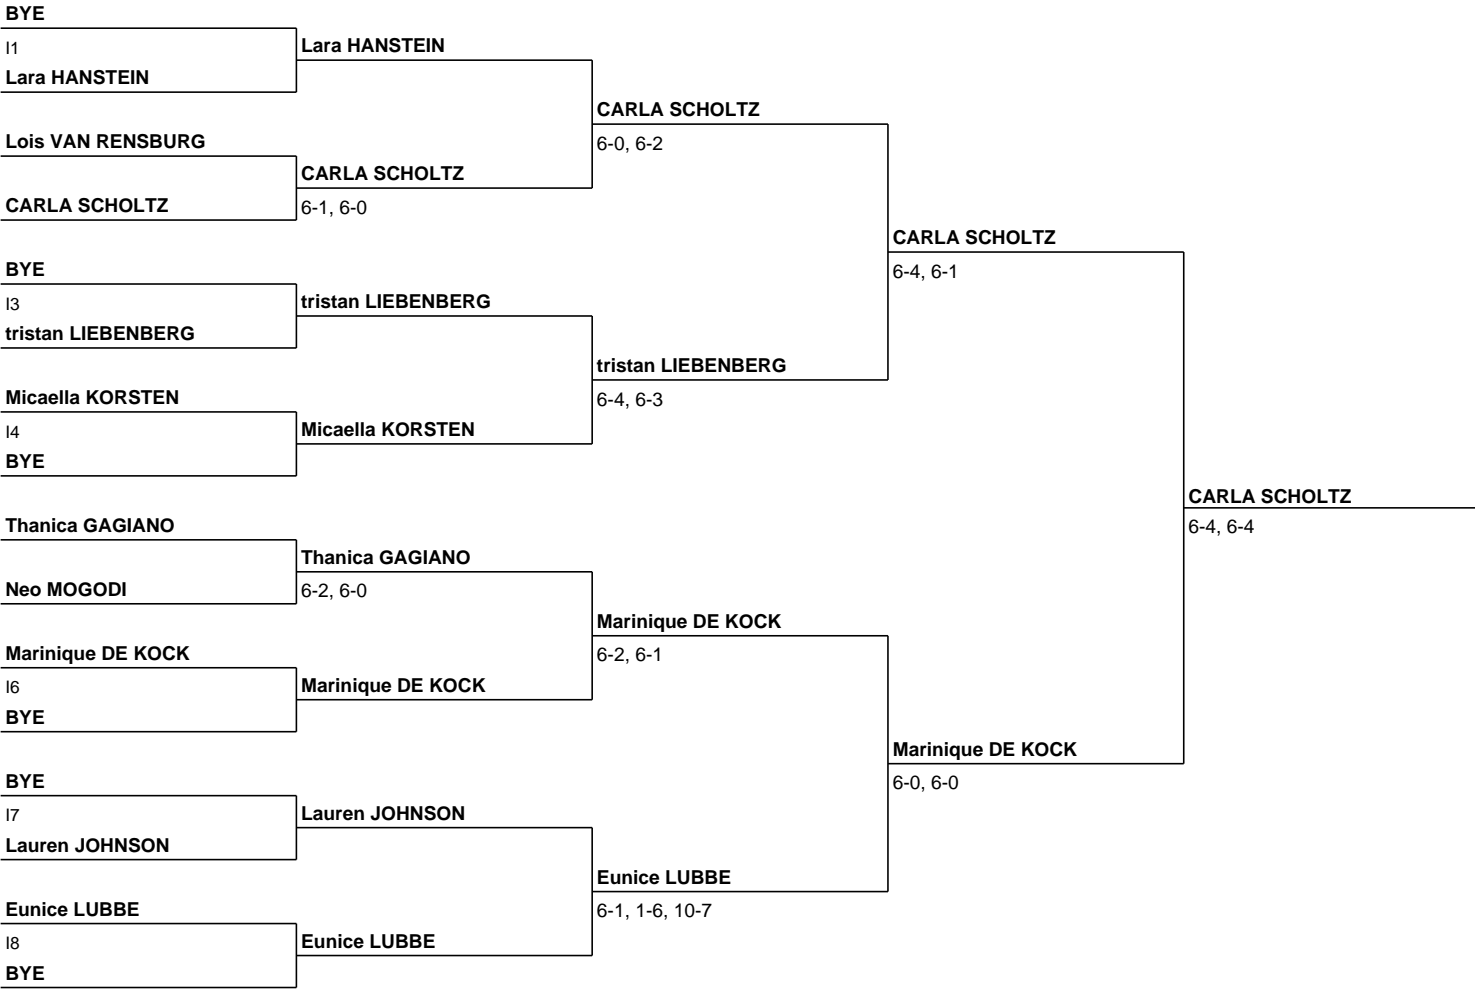 BYE
I1
Lara HANSTEIN
Lara HANSTEIN
Lois VAN RENSBURG
CARLA SCHOLTZ
CARLA SCHOLTZ
6-1, 6-0
CARLA SCHOLTZ
6-0, 6-2
BYE
I3
tristan LIEBENBERG
tristan LIEBENBERG
Micaella KORSTEN
I4
BYE
Micaella KORSTEN
tristan LIEBENBERG
6-4, 6-3
CARLA SCHOLTZ
6-4, 6-1
Thanica GAGIANO
Neo MOGODI
Thanica GAGIANO
6-2, 6-0
Marinique DE KOCK
I6
BYE
Marinique DE KOCK
Marinique DE KOCK
6-2, 6-1
BYE
I7
Lauren JOHNSON
Lauren JOHNSON
Eunice LUBBE
I8
BYE
Eunice LUBBE
Eunice LUBBE
6-1, 1-6, 10-7
Marinique DE KOCK
6-0, 6-0
CARLA SCHOLTZ
6-4, 6-4